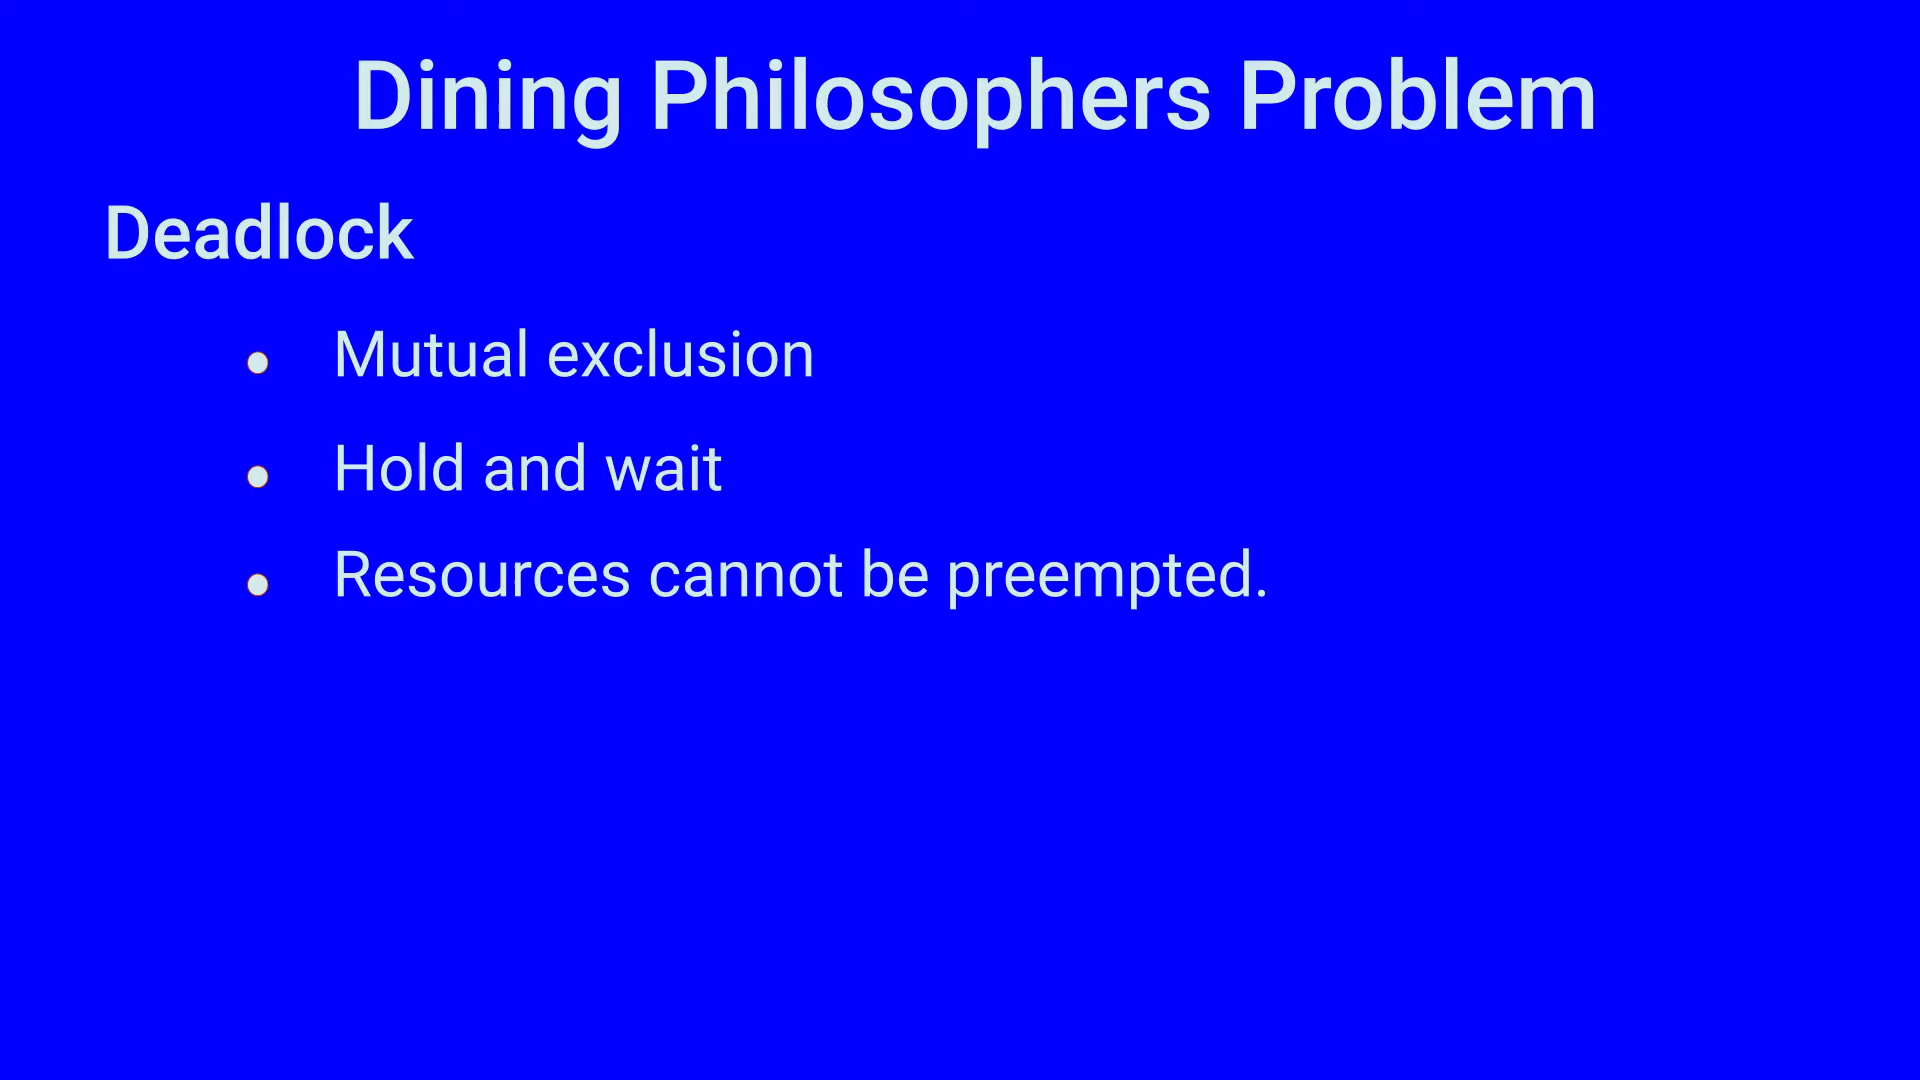 Dining Philosophers Problem
Deadlock
• Mutual exclusion
• Hold and wait
• Resources cannot be preempted.